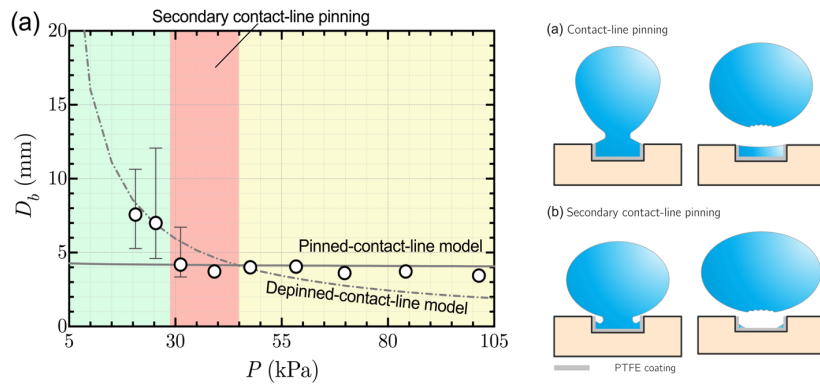 (a)
Secondary contact-line pinning
20
15
10
5
0
D_b (mm)
Pinned-contact-line model
Depinned-contact-line model
5 30 55 80 105
P (kPa)
(a) Contact-line pinning
(b) Secondary contact-line pinning
PTFE coating